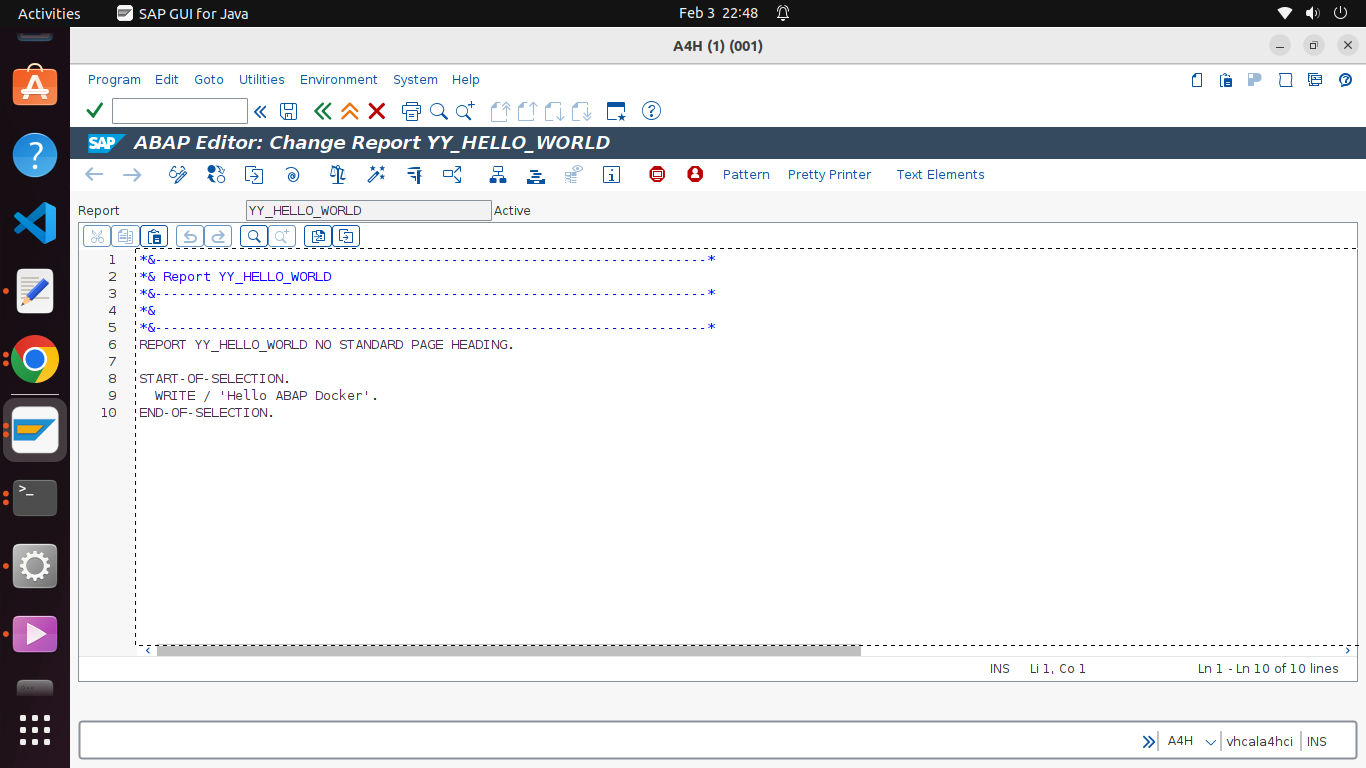 Activities SAP GUI for Java Feb 3 22:48
A4H (1) (001)
Program Edit Goto Utilities Environment System Help
SAP ABAP Editor: Change Report YY_HELLO_WORLD
Pattern Pretty Printer Text Elements
Report YY_HELLO_WORLD Active
1 *&---------------------------------------------------------------------*
2 *& Report YY_HELLO_WORLD
3 *&---------------------------------------------------------------------*
4 *&
5 *&---------------------------------------------------------------------*
6 REPORT YY_HELLO_WORLD NO STANDARD PAGE HEADING.
7
8 START-OF-SELECTION.
9 WRITE / 'Hello ABAP Docker'.
10 END-OF-SELECTION.
INS Li 1, Co 1 Ln 1 - Ln 10 of 10 lines
A4H vhcala4hci INS